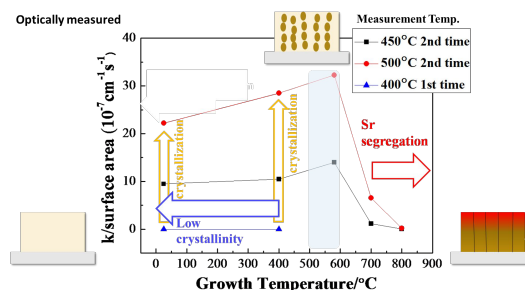 Optically measured
Measurement Temp.
450°C 2nd time
500°C 2nd time
400°C 1st time
k/surface area (10⁻⁷cm⁻¹s⁻¹)
40
30
20
10
0
crystallization
crystallization
Sr
segregation
Low
crystallinity
0 100 200 300 400 500 600 700 800 900
Growth Temperature/°C